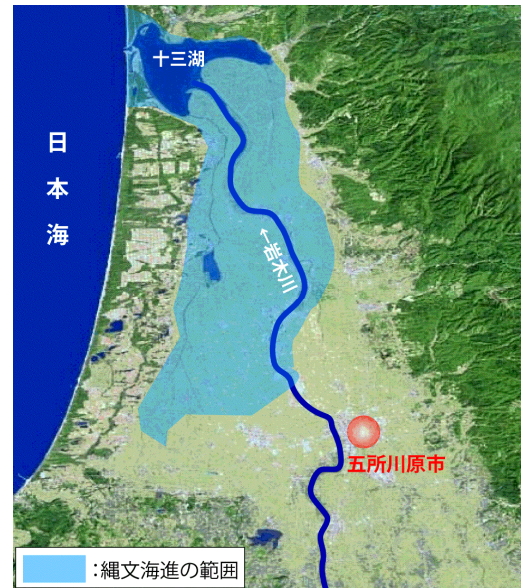 十三湖
日本海
←岩木川
五所川原市
:縄文海進の範囲